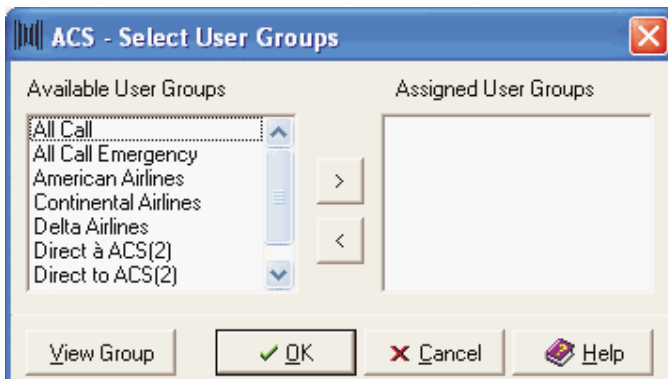 ACS - Select User Groups
Available User Groups
Assigned User Groups
All Call
All Call Emergency
American Airlines
Continental Airlines
Delta Airlines
Direct à ACS(2)
Direct to ACS(2)
>
<
View Group
OK
Cancel
Help